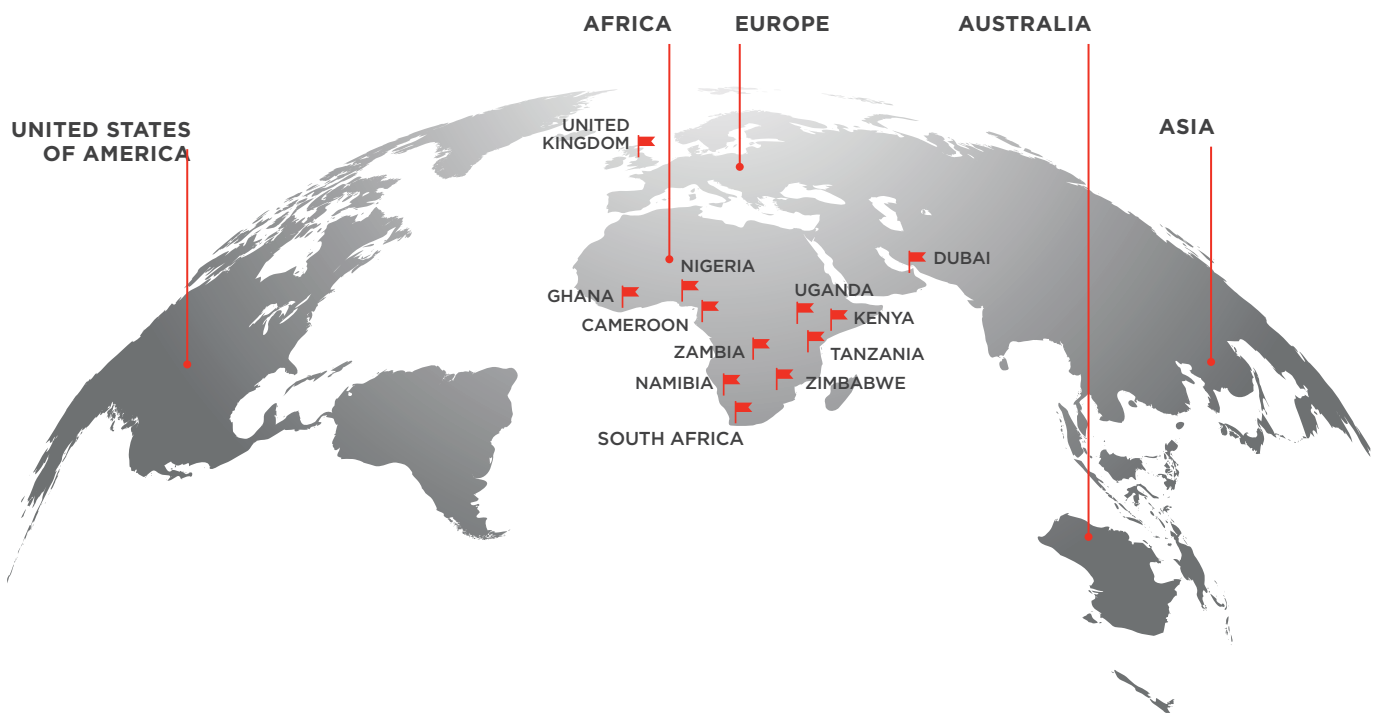 AFRICA
EUROPE
AUSTRALIA
UNITED STATES
OF AMERICA
UNITED
KINGDOM
ASIA
DUBAI
NIGERIA
GHANA
UGANDA
CAMEROON
KENYA
ZAMBIA
TANZANIA
NAMIBIA
ZIMBABWE
SOUTH AFRICA